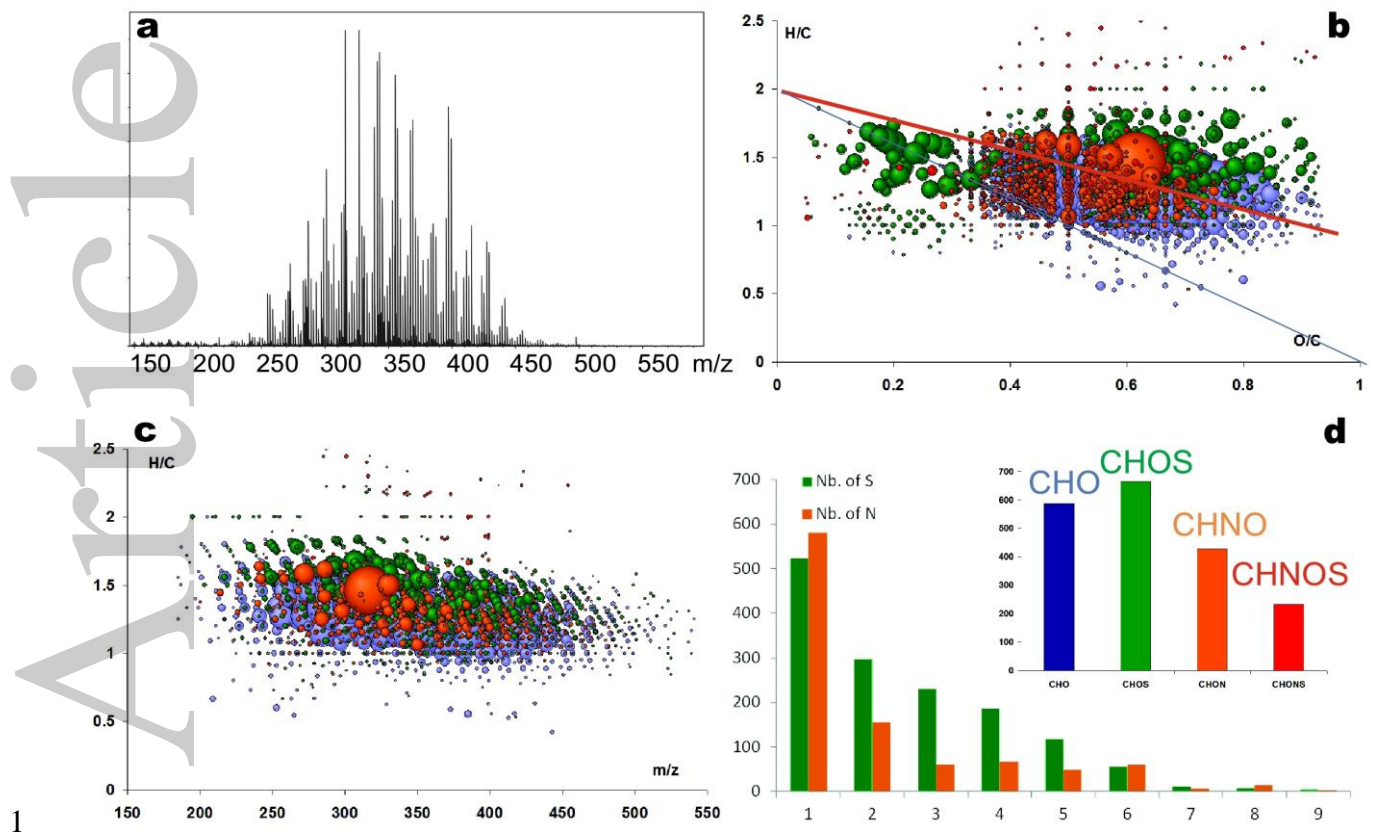 Article
a
150 200 250 300 350 400 450 500 550 m/z
b
H/C
2.5
2
1.5
1
0.5
0
O/C
0 0.2 0.4 0.6 0.8 1
c
H/C
2.5
2
1.5
1
0.5
0
m/z
150 200 250 300 350 400 450 500 550
d
700
600
500
400
300
200
100
0
Nb. of S
Nb. of N
1 2 3 4 5 6 7 8 9
700
600
500
400
300
200
100
0
CHO
CHOS
CHNO
CHNOS
CHO CHOS CHON CHONS
1